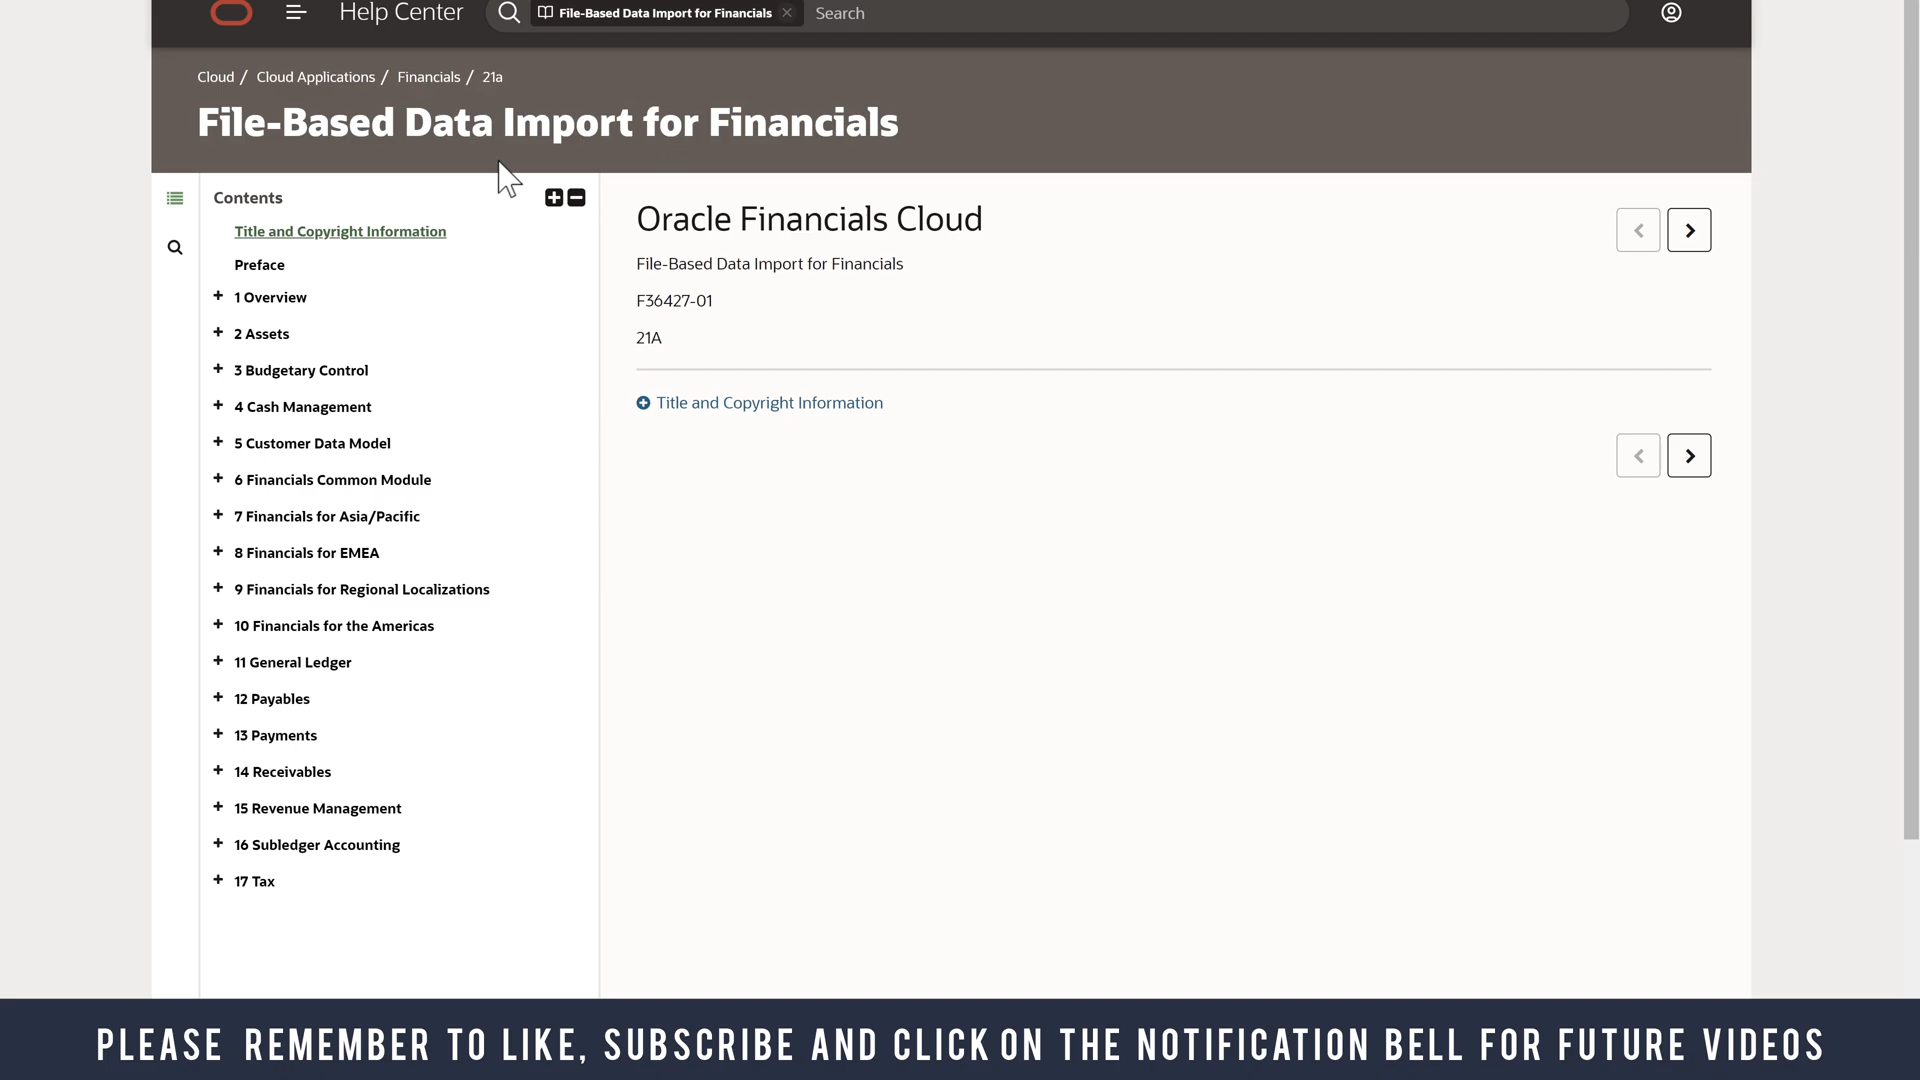 Help Center
File-Based Data Import for Financials
Search
Cloud / Cloud Applications / Financials / 21a
File-Based Data Import for Financials
Contents
Title and Copyright Information
Preface
1 Overview
2 Assets
3 Budgetary Control
4 Cash Management
5 Customer Data Model
6 Financials Common Module
7 Financials for Asia/Pacific
8 Financials for EMEA
9 Financials for Regional Localizations
10 Financials for the Americas
11 General Ledger
12 Payables
13 Payments
14 Receivables
15 Revenue Management
16 Subledger Accounting
17 Tax
Oracle Financials Cloud
File-Based Data Import for Financials
F36427-01
21A
Title and Copyright Information
PLEASE REMEMBER TO LIKE, SUBSCRIBE AND CLICK ON THE NOTIFICATION BELL FOR FUTURE VIDEOS